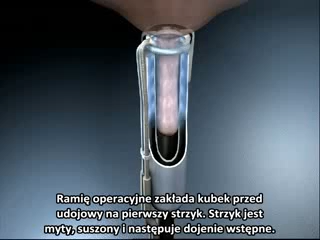 Ramię operacyjne zakłada kubek przed
udojowy na pierwszy strzyk. Strzyk jest
myty, suszony i następuje dojenie wstępne.